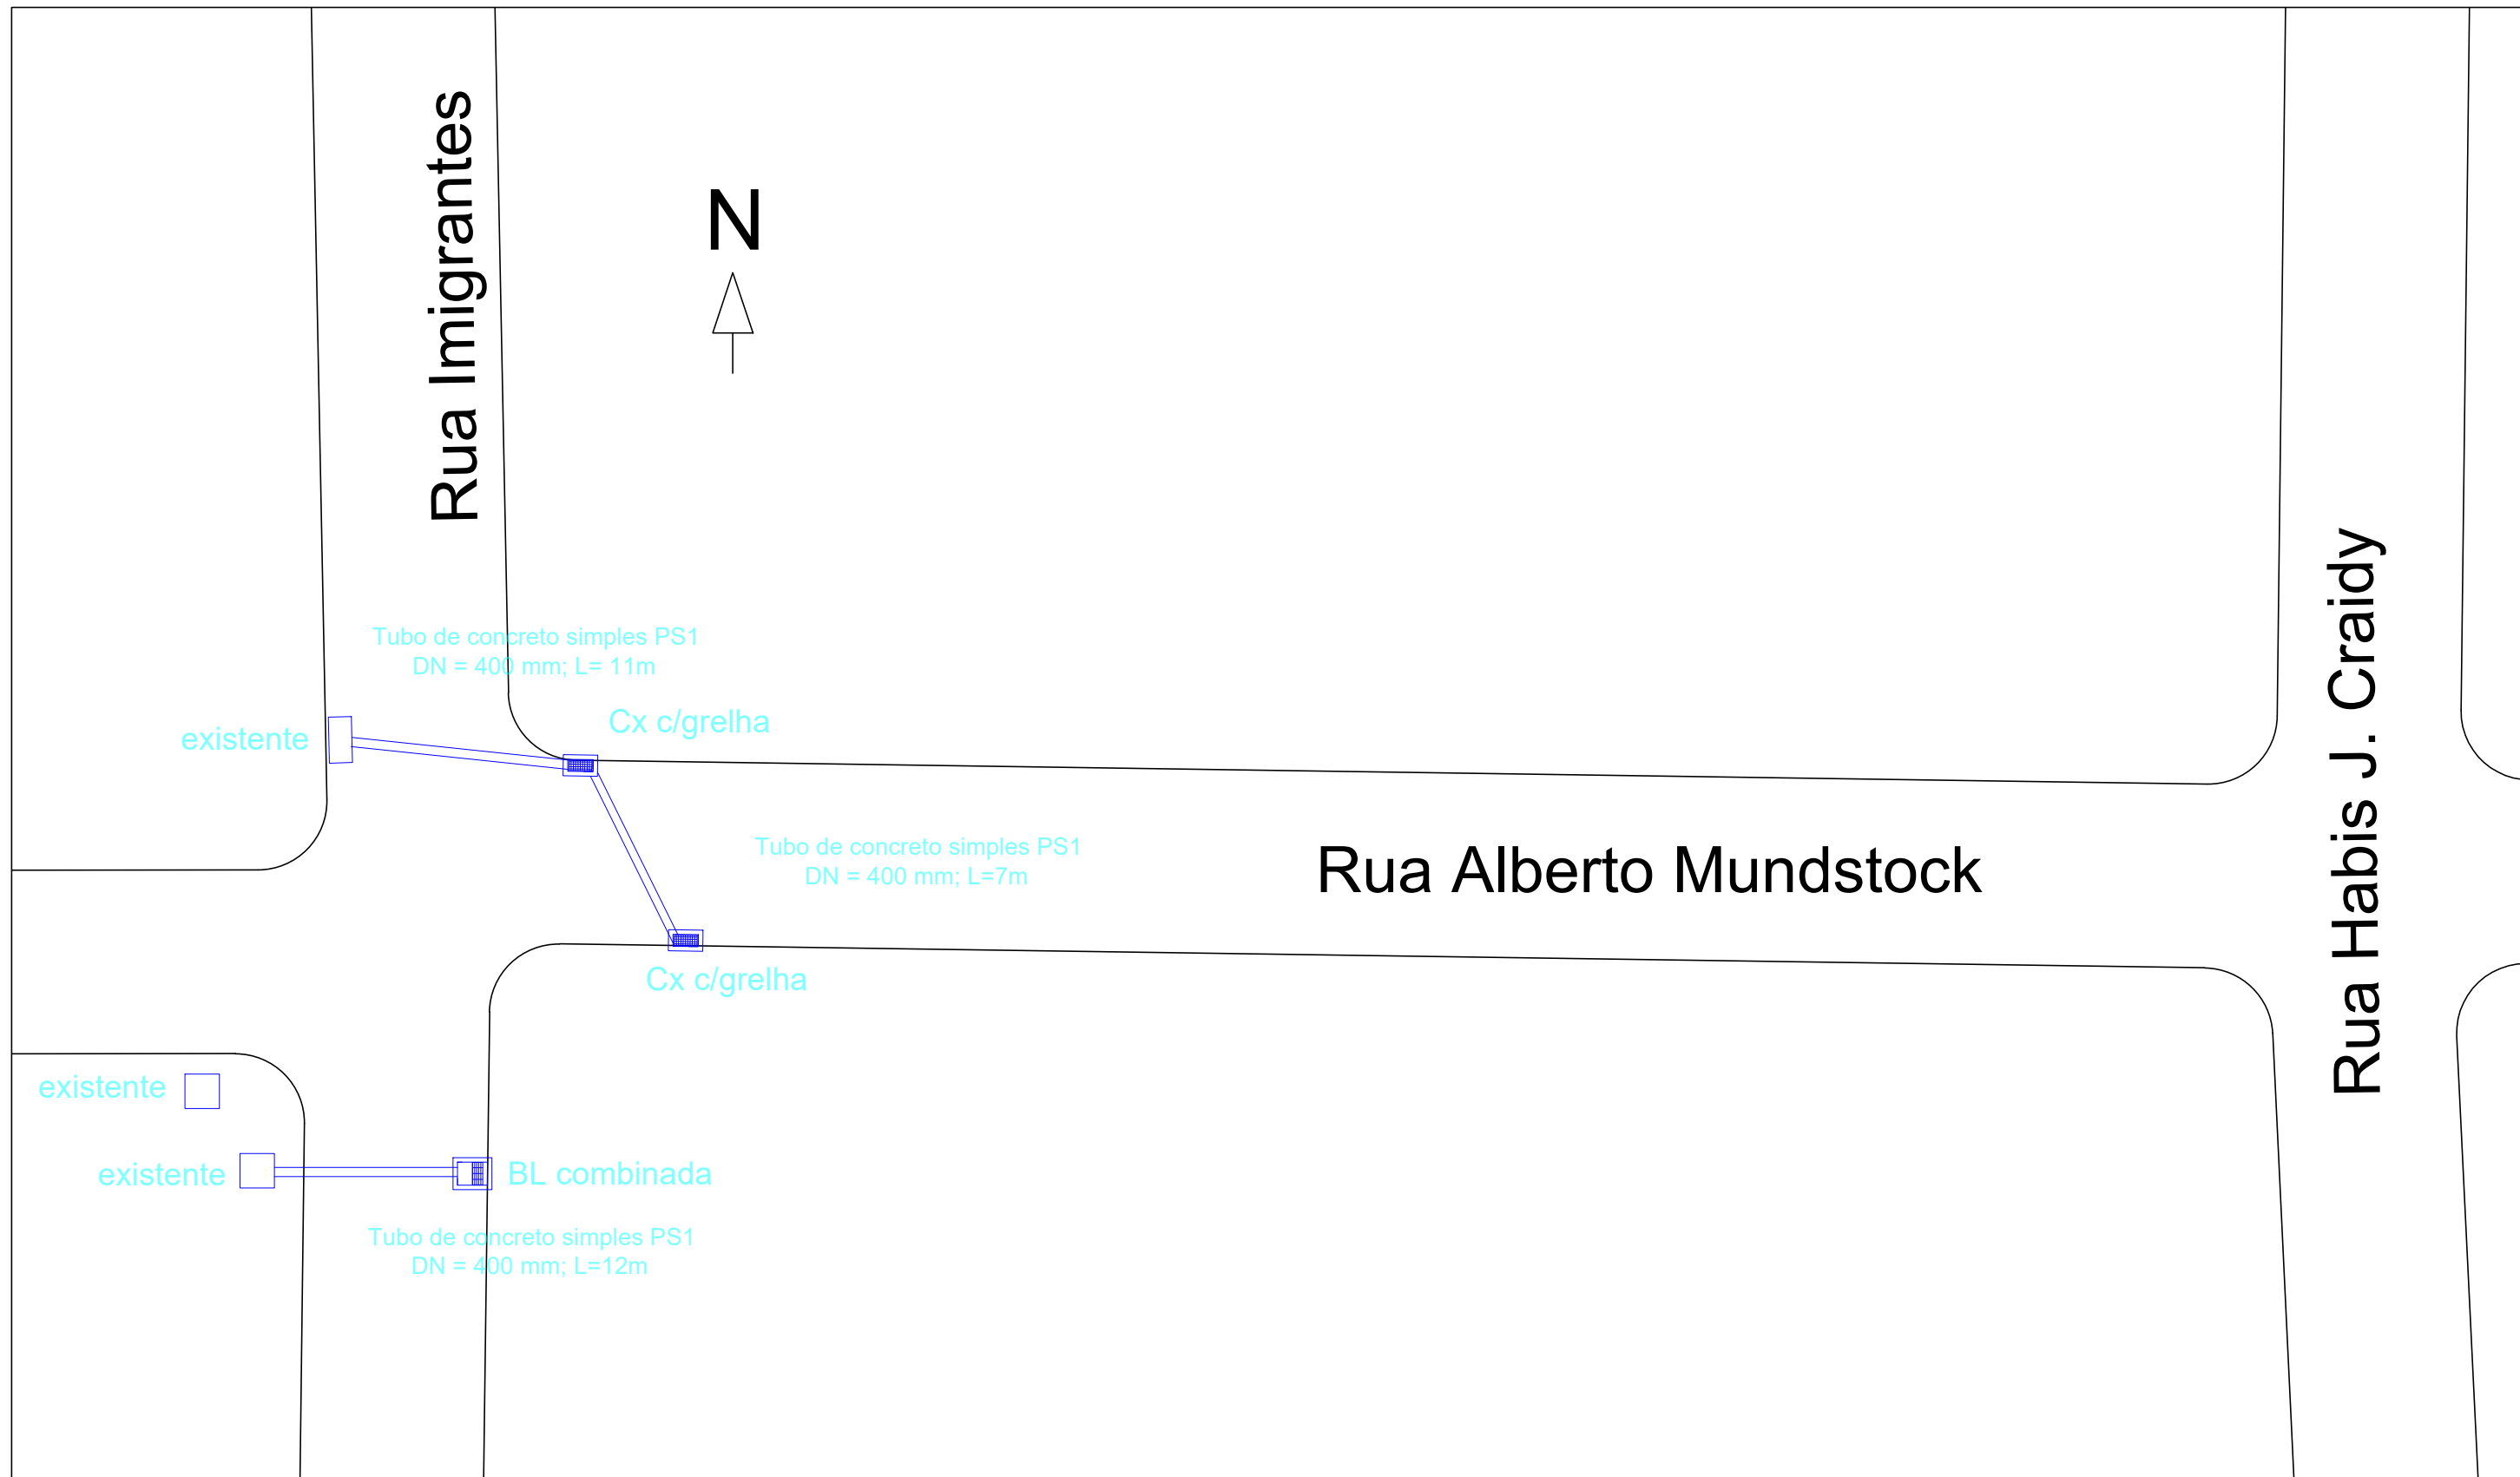 Rua Imigrantes
N
Tubo de concreto simples PS1
DN = 400 mm; L= 11m
existente
Cx c/grelha
Tubo de concreto simples PS1
DN = 400 mm; L=7m
Rua Alberto Mundstock
Rua Habis J. Craidy
Cx c/grelha
existente
existente
BL combinada
Tubo de concreto simples PS1
DN = 400 mm; L=12m